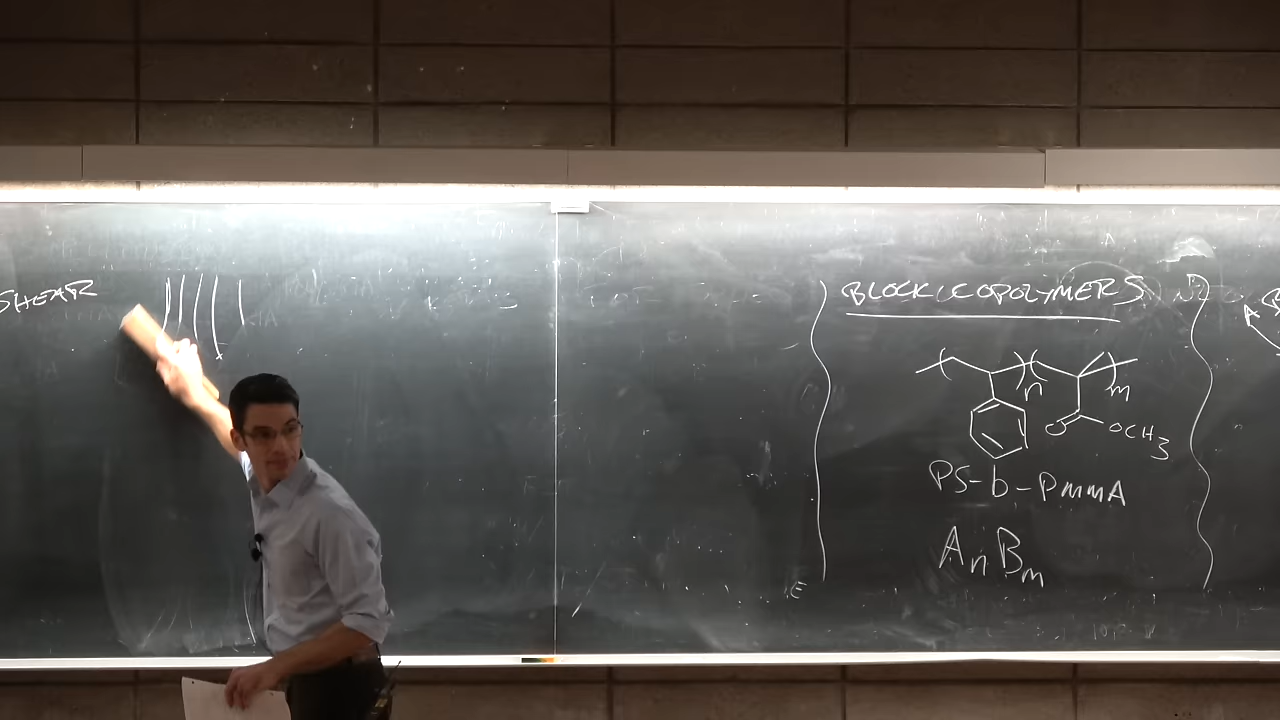 SHEAR
BLOCK COPOLYMERS
n
m
O
OCH3
PS-b-PMMA
AnBm
A